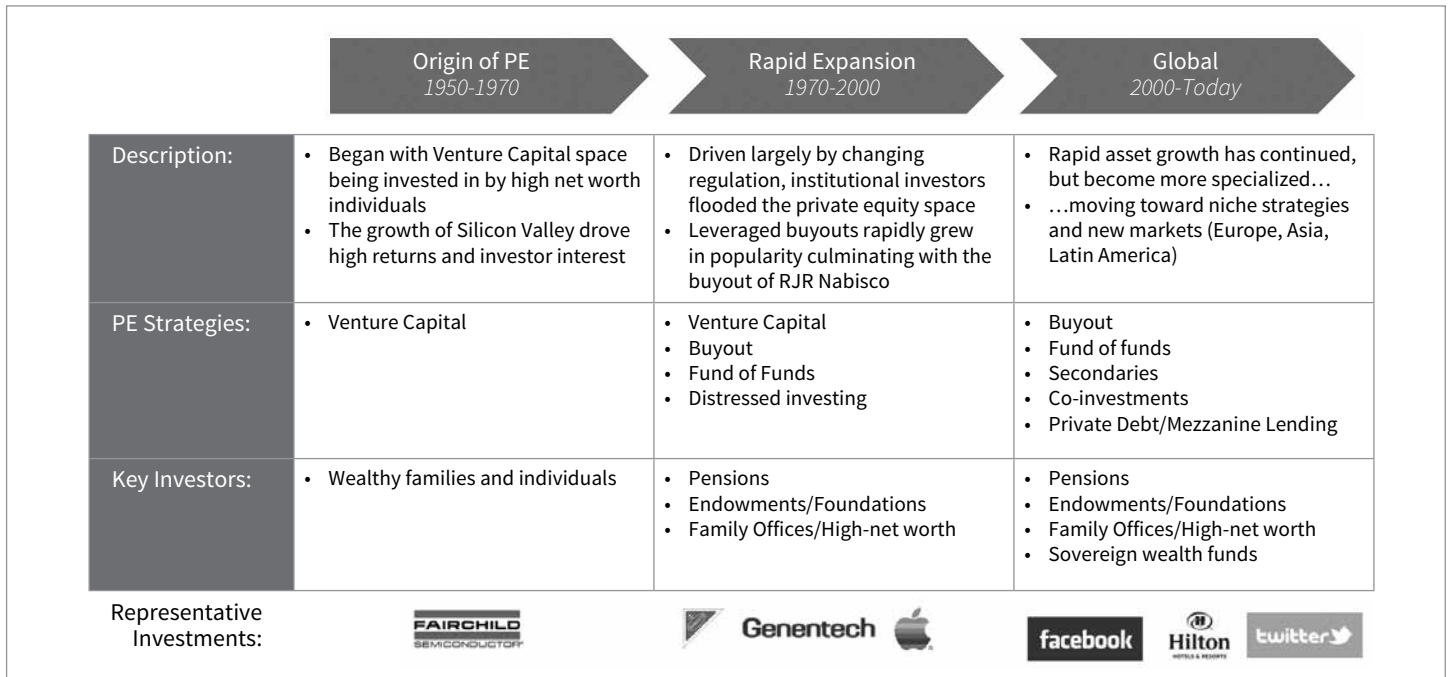 Origin of PE
1950-1970
Rapid Expansion
1970-2000
Global
2000-Today
Description:
• Began with Venture Capital space
being invested in by high net worth
individuals
• The growth of Silicon Valley drove
high returns and investor interest
• Driven largely by changing
regulation, institutional investors
flooded the private equity space
• Leveraged buyouts rapidly grew
in popularity culminating with the
buyout of RJR Nabisco
• Rapid asset growth has continued,
but become more specialized…
• …moving toward niche strategies
and new markets (Europe, Asia,
Latin America)
PE Strategies:
• Venture Capital
• Venture Capital
• Buyout
• Fund of Funds
• Distressed investing
• Buyout
• Fund of funds
• Secondaries
• Co-investments
• Private Debt/Mezzanine Lending
Key Investors:
• Wealthy families and individuals
• Pensions
• Endowments/Foundations
• Family Offices/High-net worth
• Pensions
• Endowments/Foundations
• Family Offices/High-net worth
• Sovereign wealth funds
Representative
Investments:
FAIRCHILD
SEMICONDUCTOR
Genentech
facebook
H
Hilton
HOTELS & RESORTS
twitter